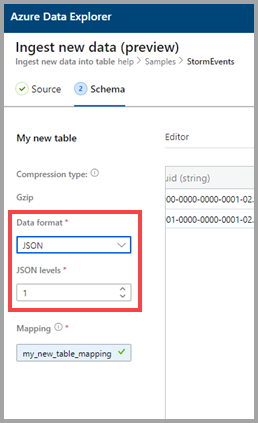 Azure Data Explorer
Ingest new data (preview)
Ingest new data into table help > Samples > StormEvents
Source
2 Schema
My new table
Editor
Compression type:
uid (string)
Gzip
00-0000-0000-0001-02.
01-0000-0000-0001-02.
Data format *
JSON
JSON levels *
1
Mapping *
my_new_table_mapping